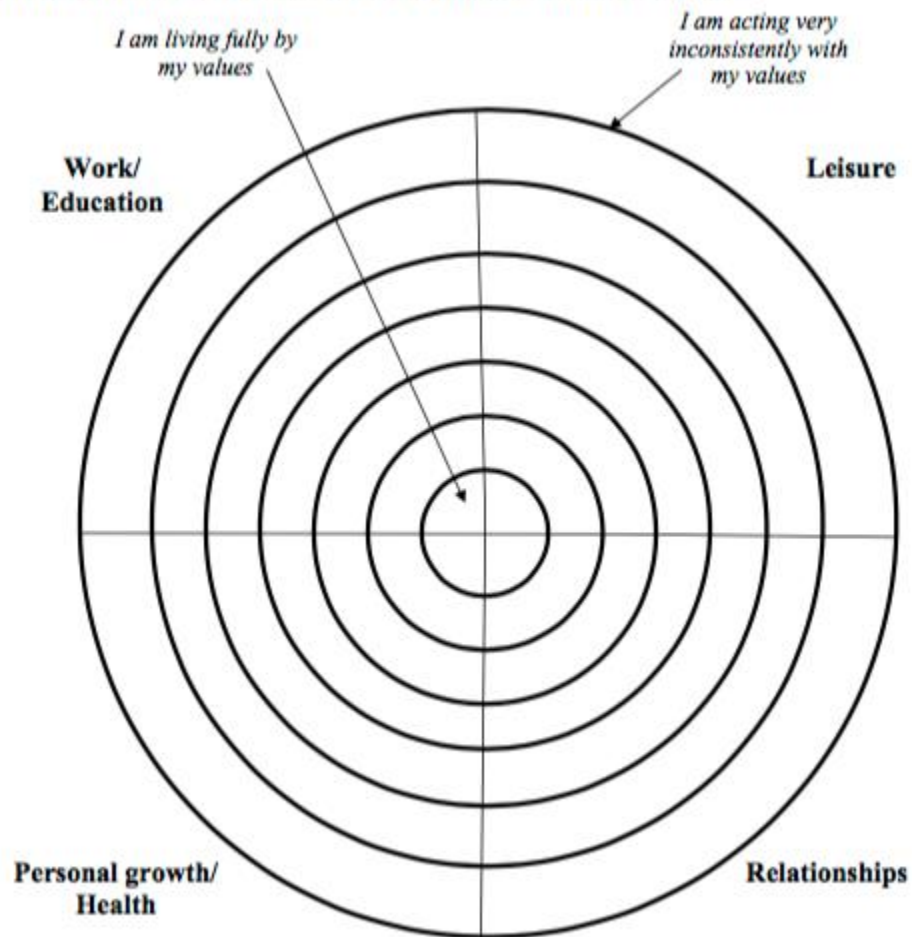 I am living fully by
my values
I am acting very
inconsistently with
my values
Work/
Education
Leisure
Personal growth/
Health
Relationships